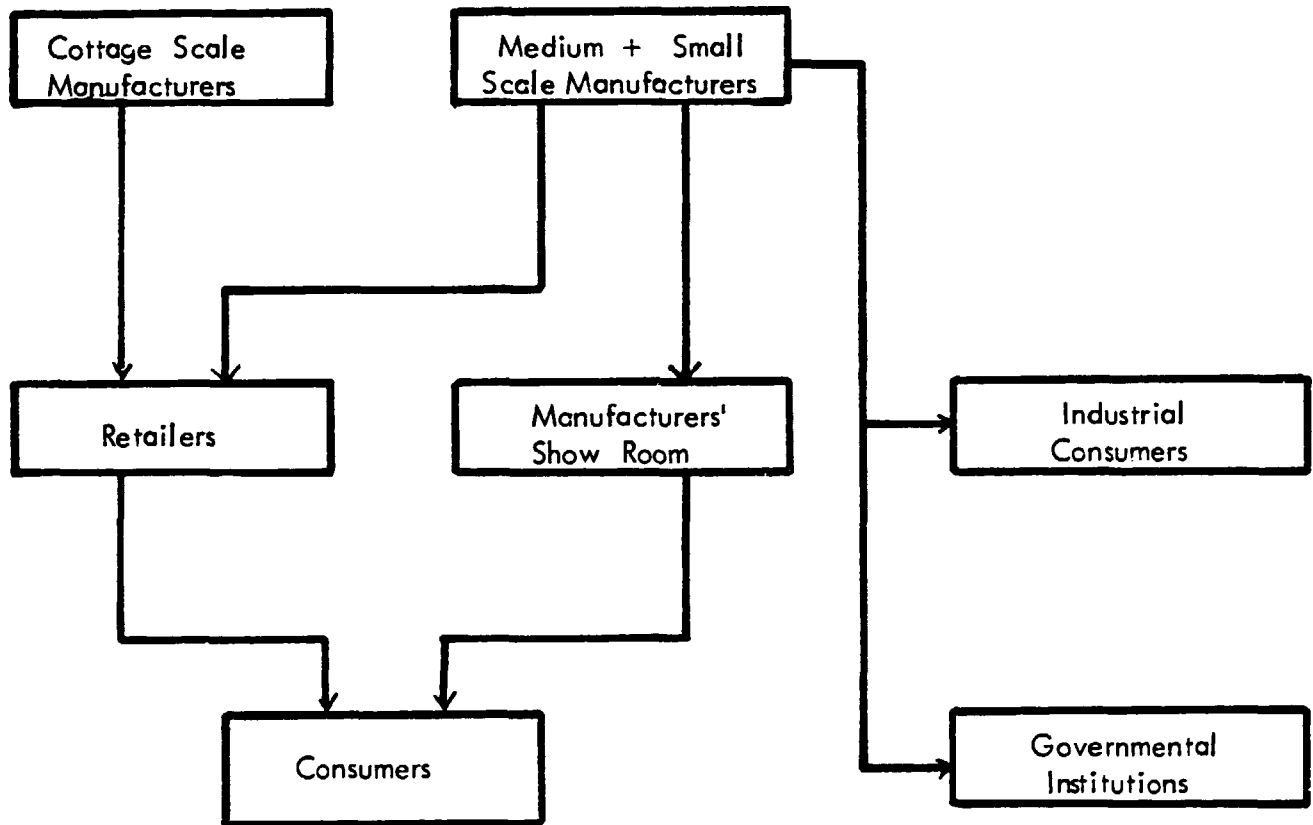 Cottage Scale
Manufacturers
Medium + Small
Scale Manufacturers
Retailers
Manufacturers'
Show Room
Industrial
Consumers
Consumers
Governmental
Institutions